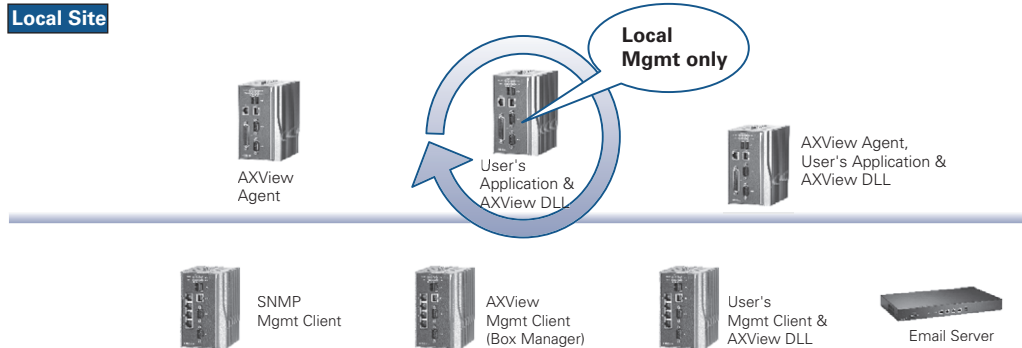 Local Site
Local
Mgmt only
AXView
Agent
User's
Application &
AXView DLL
AXView Agent,
User's Application &
AXView DLL
SNMP
Mgmt Client
AXView
Mgmt Client
(Box Manager)
User's
Mgmt Client &
AXView DLL
Email Server